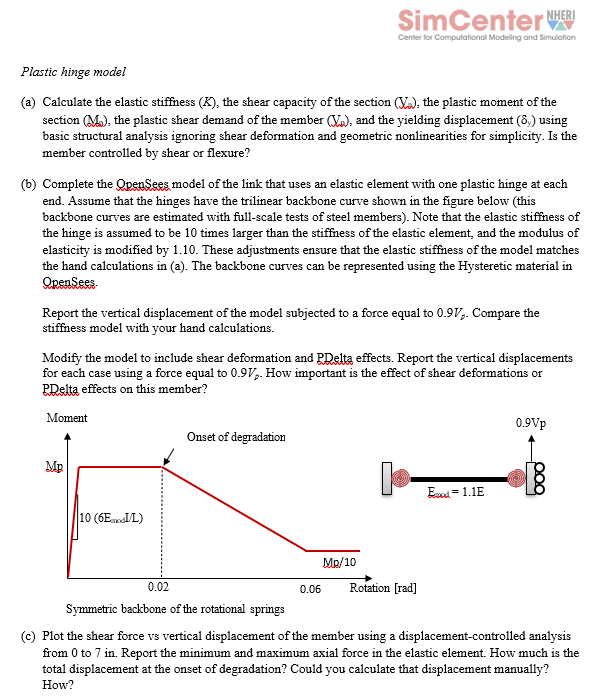 SimCenter NHERI
Center for Computational Modeling and Simulation
Plastic hinge model
(a) Calculate the elastic stiffness (K), the shear capacity of the section (Vn), the plastic moment of the
section (Mp), the plastic shear demand of the member (Vp), and the yielding displacement (δy) using
basic structural analysis ignoring shear deformation and geometric nonlinearities for simplicity. Is the
member controlled by shear or flexure?
(b) Complete the OpenSees model of the link that uses an elastic element with one plastic hinge at each
end. Assume that the hinges have the trilinear backbone curve shown in the figure below (this
backbone curves are estimated with full-scale tests of steel members). Note that the elastic stiffness of
the hinge is assumed to be 10 times larger than the stiffness of the elastic element, and the modulus of
elasticity is modified by 1.10. These adjustments ensure that the elastic stiffness of the model matches
the hand calculations in (a). The backbone curves can be represented using the Hysteretic material in
OpenSees.
Report the vertical displacement of the model subjected to a force equal to 0.9Vp. Compare the
stiffness model with your hand calculations.
Modify the model to include shear deformation and PDelta effects. Report the vertical displacements
for each case using a force equal to 0.9Vp. How important is the effect of shear deformations or
PDelta effects on this member?
Moment
0.9Vp
Onset of degradation
Mp
Emod = 1.1E
10 (6EmodI/L)
Mp/10
0.02
0.06
Rotation [rad]
Symmetric backbone of the rotational springs
(c) Plot the shear force vs vertical displacement of the member using a displacement-controlled analysis
from 0 to 7 in. Report the minimum and maximum axial force in the elastic element. How much is the
total displacement at the onset of degradation? Could you calculate that displacement manually?
How?